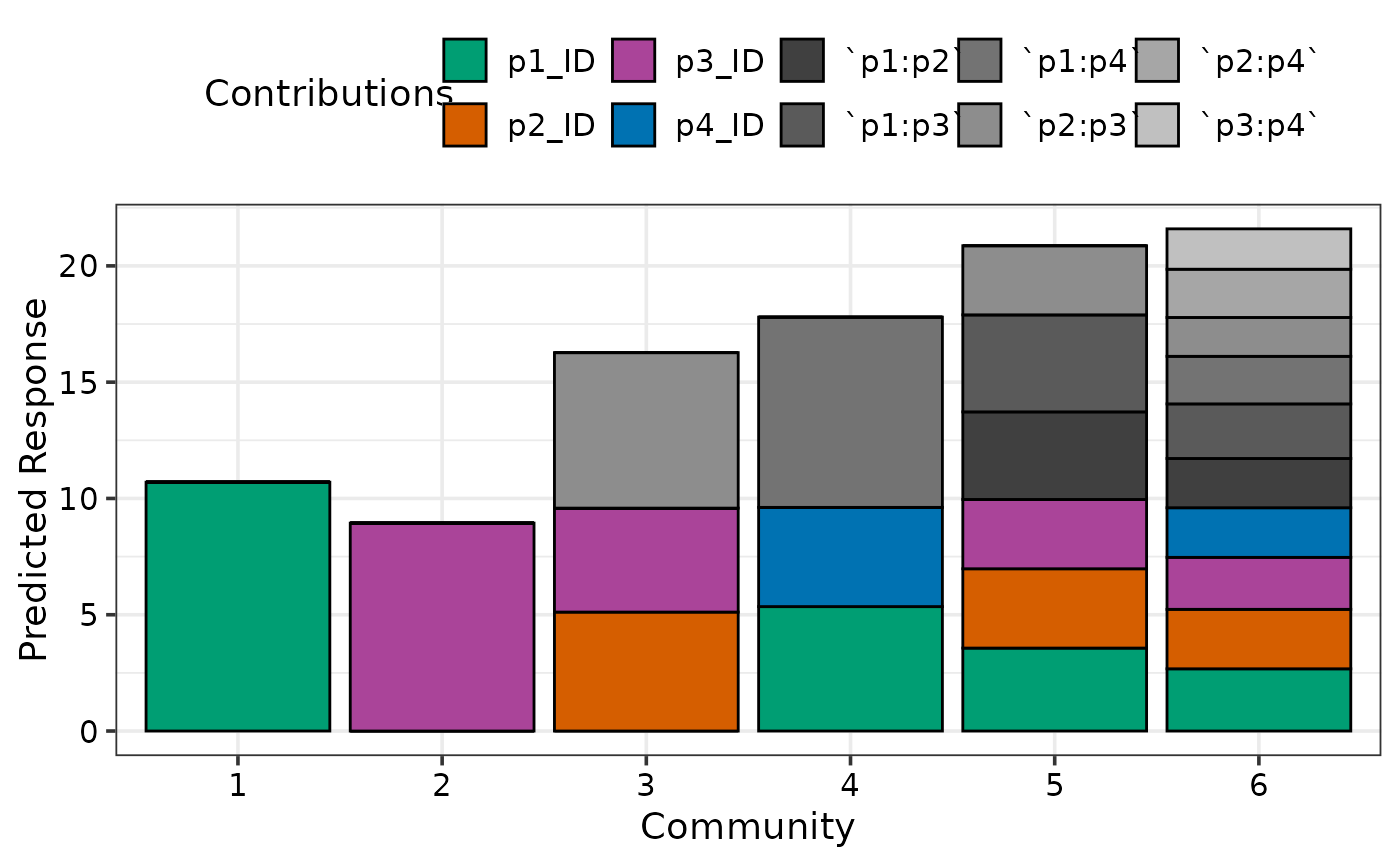 p1_ID p3_ID `p1:p2` `p1:p4` `p2:p4`
Contributions
p2_ID p4_ID `p1:p3` `p2:p3` `p3:p4`
Predicted Response
20
15
10
5
0
1 2 3 4 5 6
Community